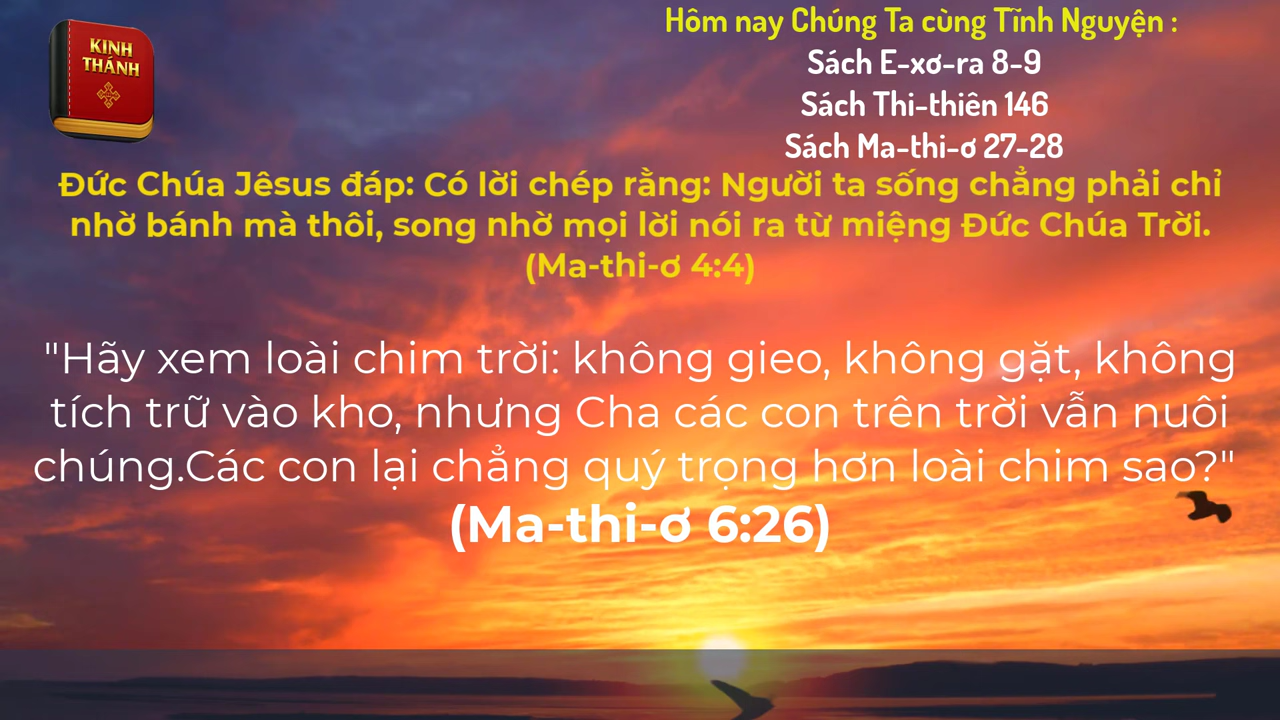 KINH
THÁNH
Hôm nay Chúng Ta cùng Tĩnh Nguyện :
Sách E-xơ-ra 8-9
Sách Thi-thiên 146
Sách Ma-thi-ơ 27-28
Đức Chúa Jêsus đáp: Có lời chép rằng: Người ta sống chẳng phải chỉ
nhờ bánh mà thôi, song nhờ mọi lời nói ra từ miệng Đức Chúa Trời.
(Ma-thi-ơ 4:4)
"Hãy xem loài chim trời: không gieo, không gặt, không
tích trữ vào kho, nhưng Cha các con trên trời vẫn nuôi
chúng.Các con lại chẳng quý trọng hơn loài chim sao?"
(Ma-thi-ơ 6:26)